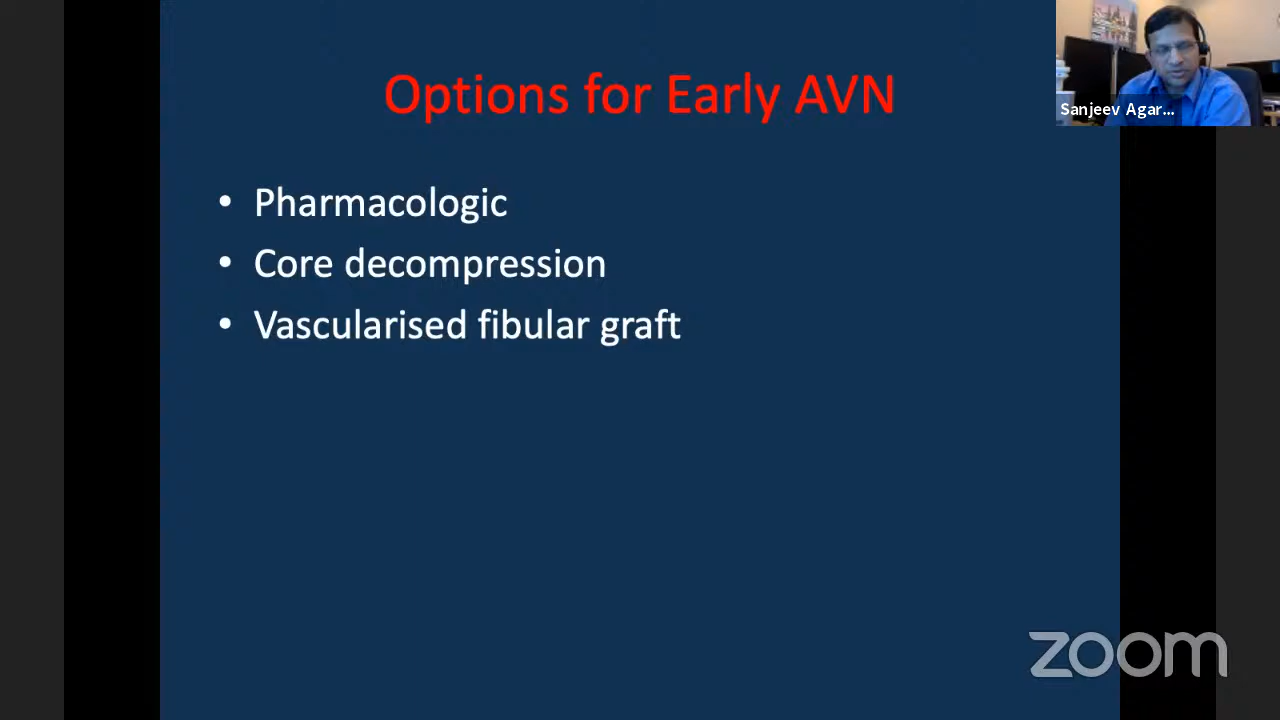 Options for Early AVN
Sanjeev Agar...
• Pharmacologic
• Core decompression
• Vascularised fibular graft
zoom